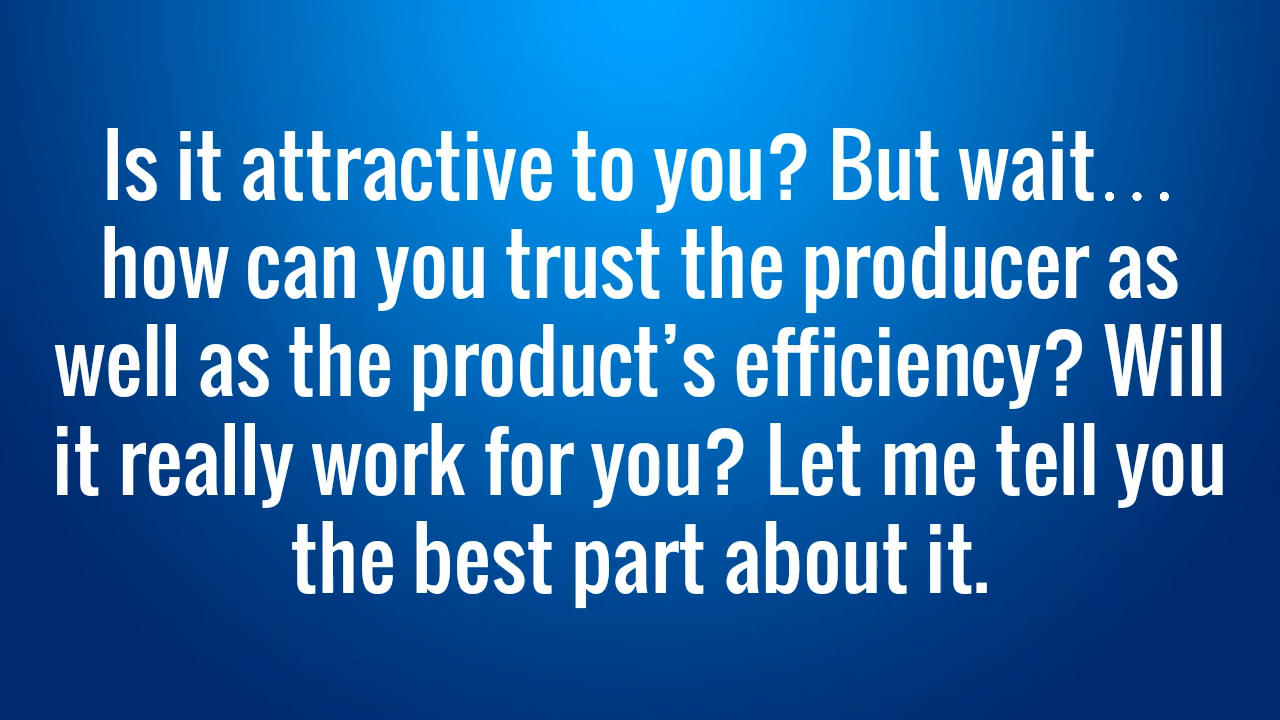 Is it attractive to you? But wait…
how can you trust the producer as
well as the product’s efficiency? Will
it really work for you? Let me tell you
the best part about it.